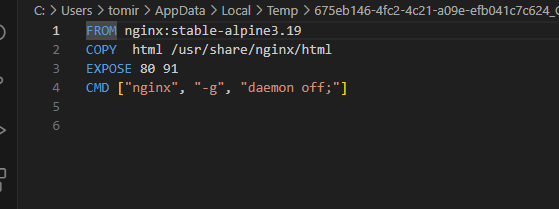 C: > Users > tomir > AppData > Local > Temp > 675eb146-4fc2-4c21-a09e-efb041c7c624_
1 FROM nginx:stable-alpine3.19
2 COPY  html /usr/share/nginx/html
3 EXPOSE 80 91
4 CMD ["nginx", "-g", "daemon off;"]
5
6